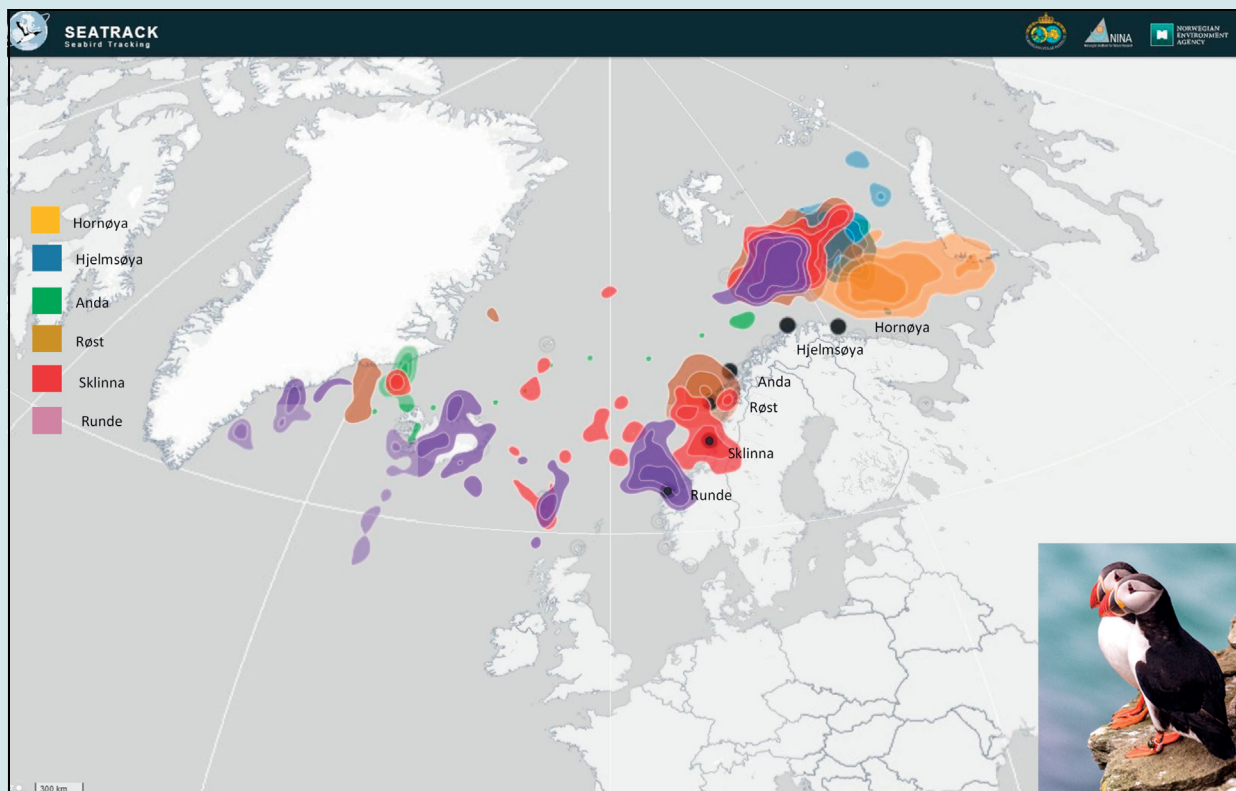 SEATRACK
Seabird Tracking
NINA
NORWEGIAN
ENVIRONMENT
AGENCY
Hornøya
Hjelmsøya
Anda
Røst
Sklinna
Runde
Hornøya
Hjelmsøya
Anda
Røst
Sklinna
Runde
300 km